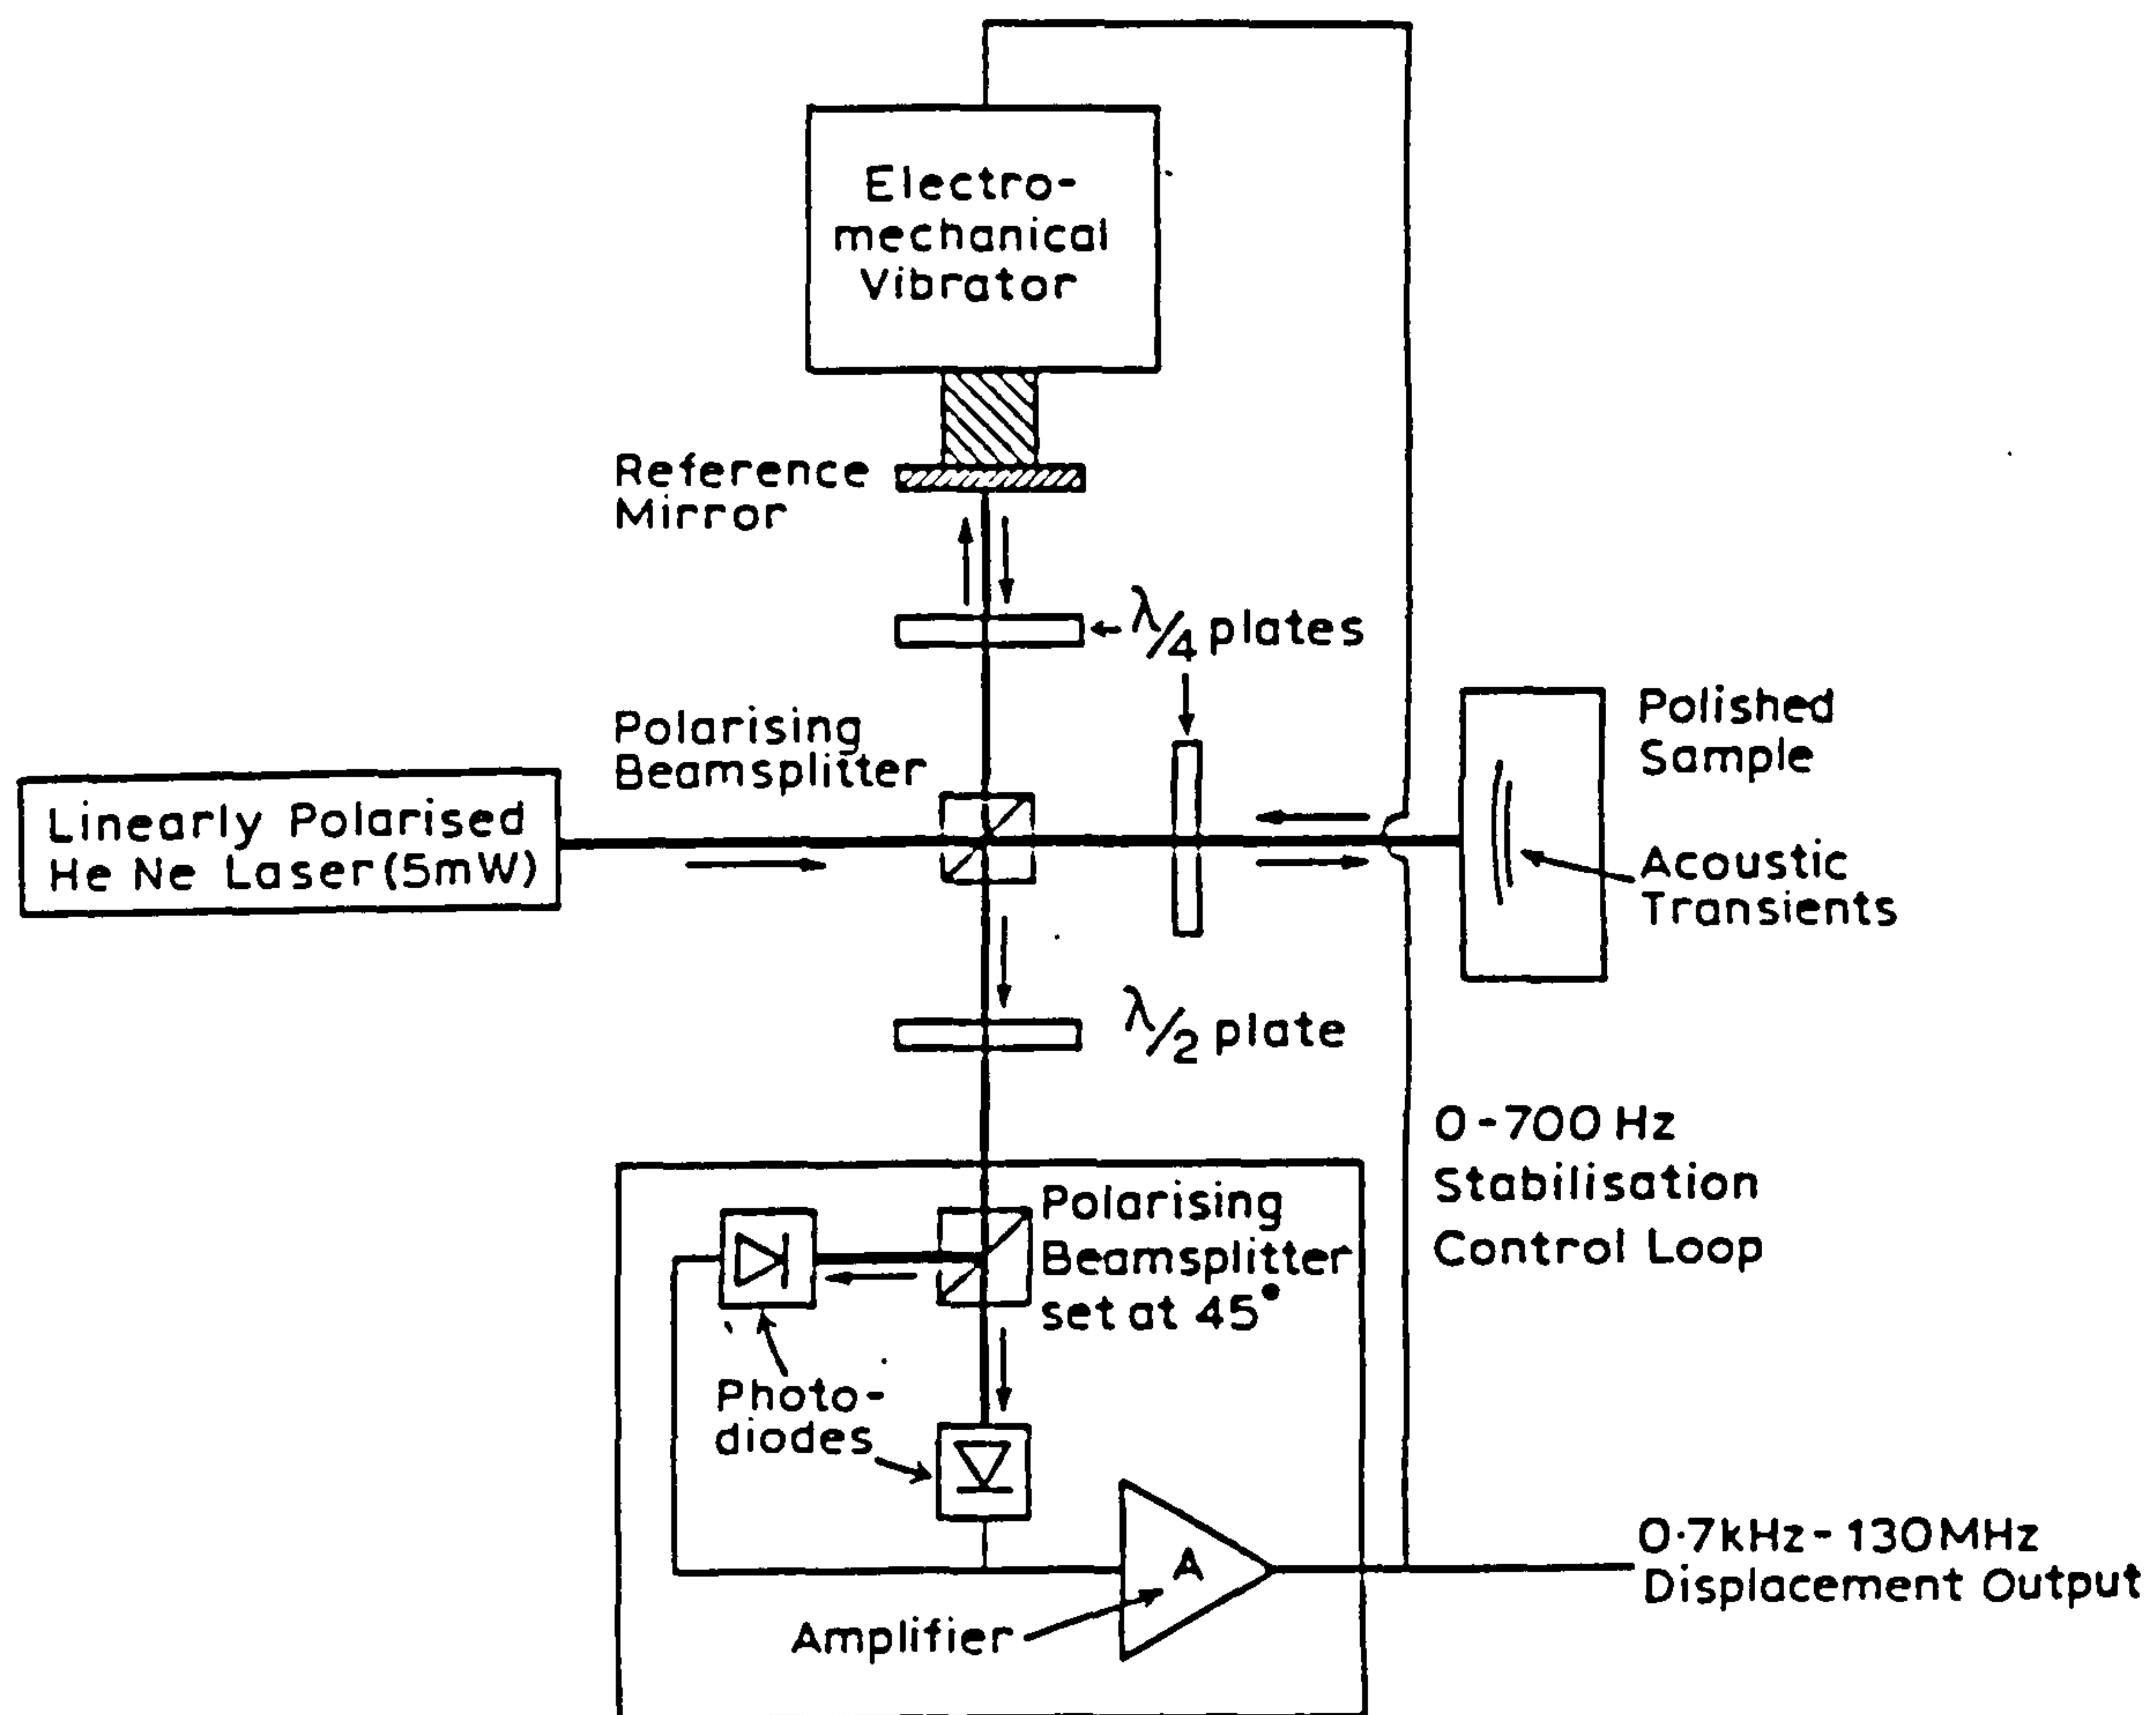 Electro-
mechanical
Vibrator
Reference
Mirror
λ/4 plates
Polarising
Beamsplitter
Polished
Sample
Linearly Polarised
He Ne Laser(5mW)
Acoustic
Transients
λ/2 plate
0-700 Hz
Stabilisation
Control Loop
Polarising
Beamsplitter
set at 45°
Photo-
diodes
A
Amplifier
0·7kHz-130MHz
Displacement Output